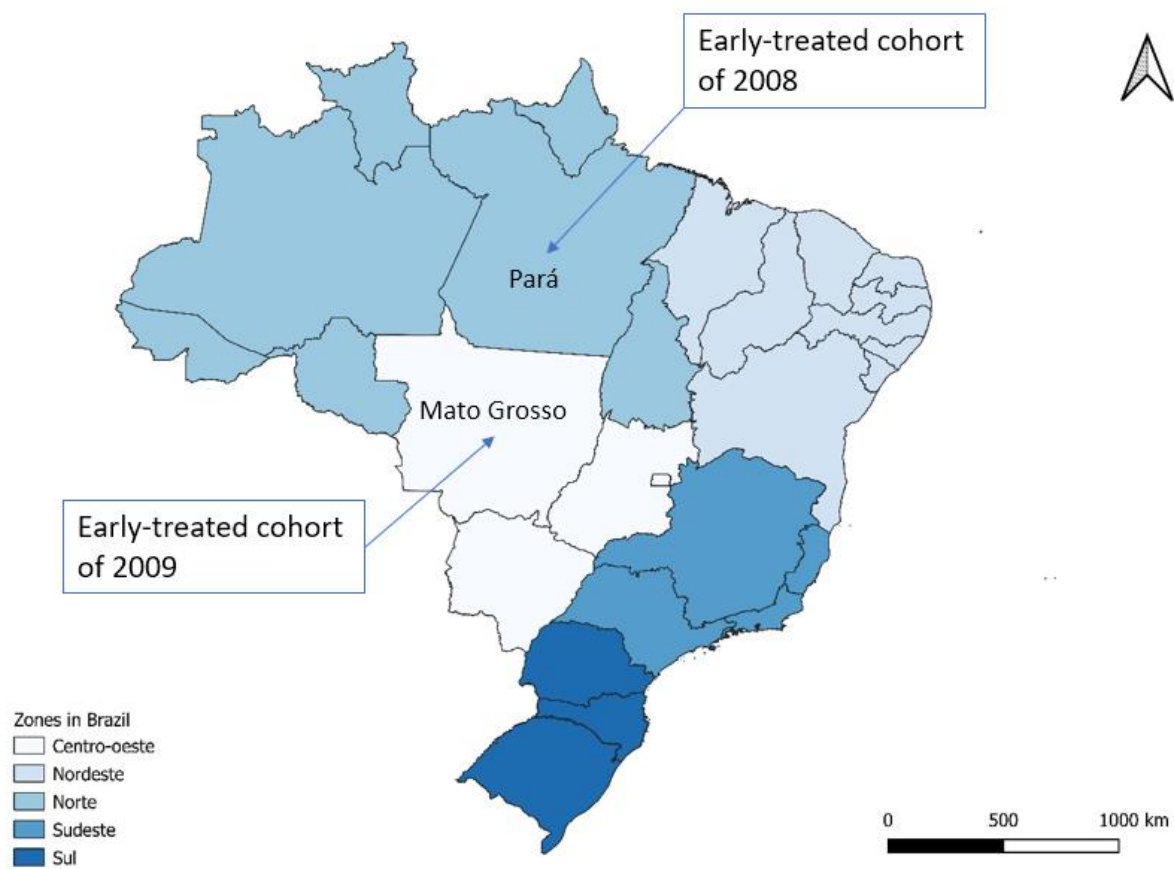 Early-treated cohort
of 2008
Pará
Mato Grosso
Early-treated cohort
of 2009
Zones in Brazil
Centro-oeste
Nordeste
Norte
Sudeste
Sul
0 500 1000 km